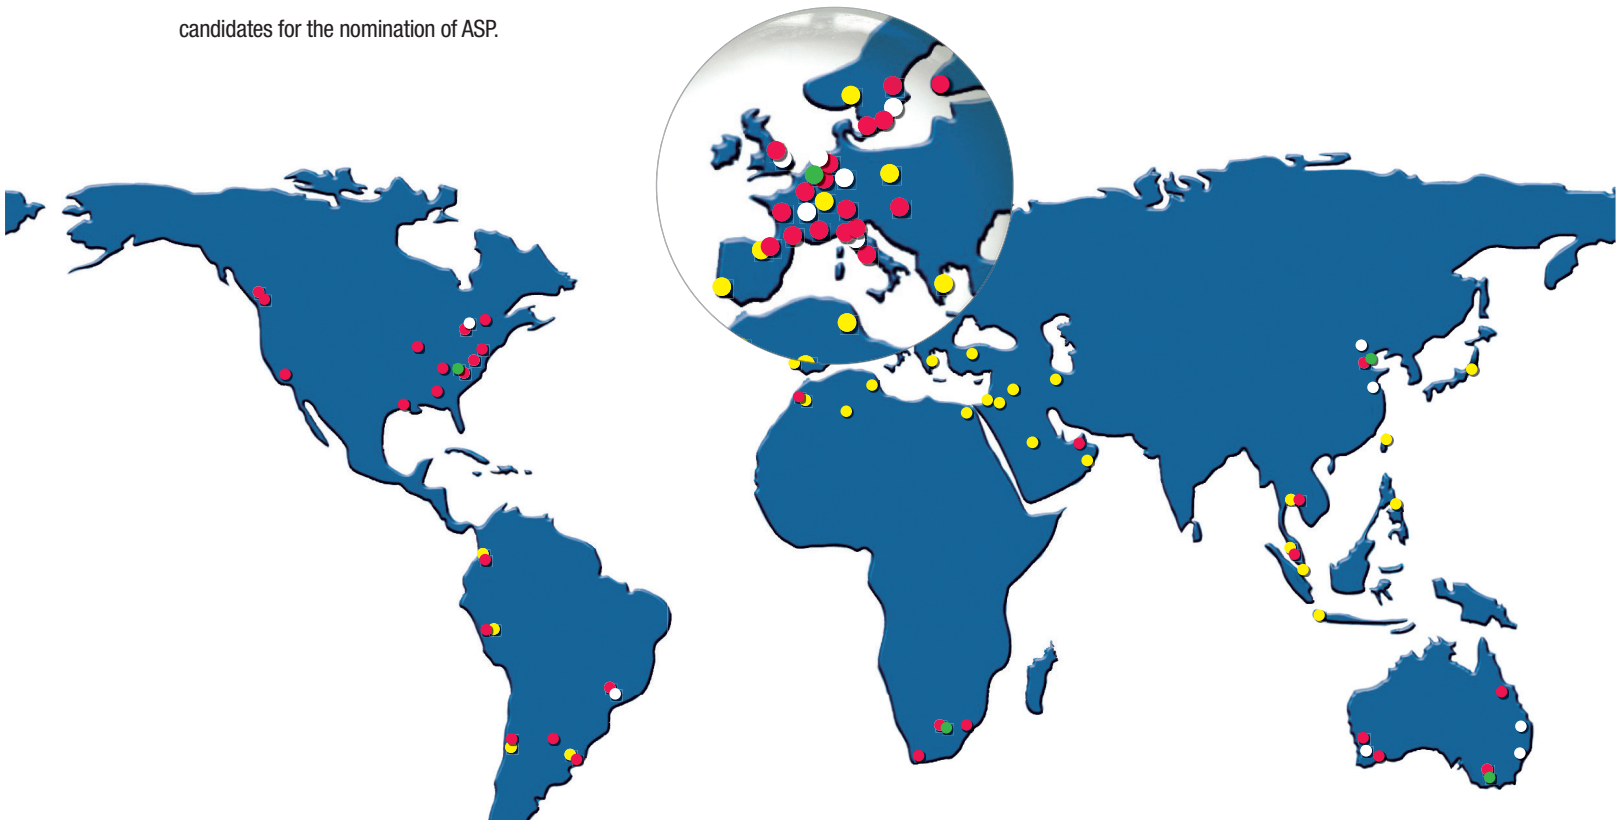 candidates for the nomination of ASP.